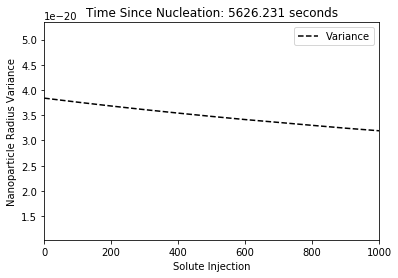 Time Since Nucleation: 5626.231 seconds
1e−20
Variance
5.0
4.5
4.0
3.5
3.0
2.5
2.0
1.5
Nanoparticle Radius Variance
0 200 400 600 800 1000
Solute Injection